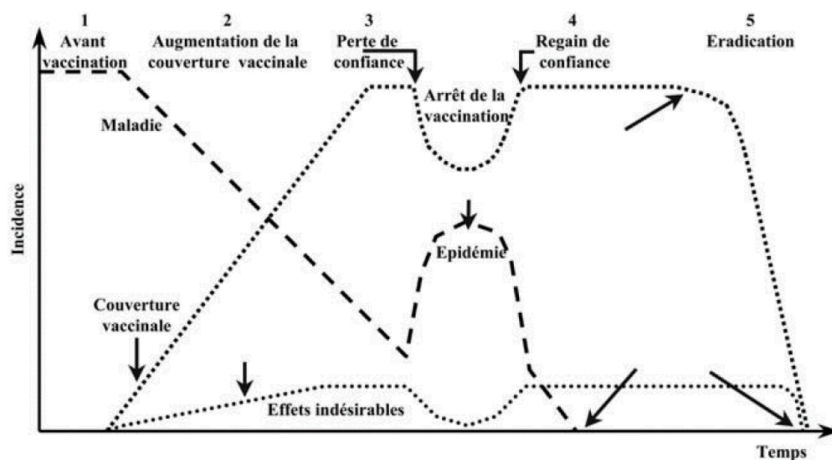 1 2 3 4 5
Avant Augmentation de la Perte de Regain de Eradication
vaccination couverture vaccinale confiance confiance
Arrêt de la
vaccination
Maladie
Epidémie
Incidence
Couverture
vaccinale
Effets indésirables
Temps